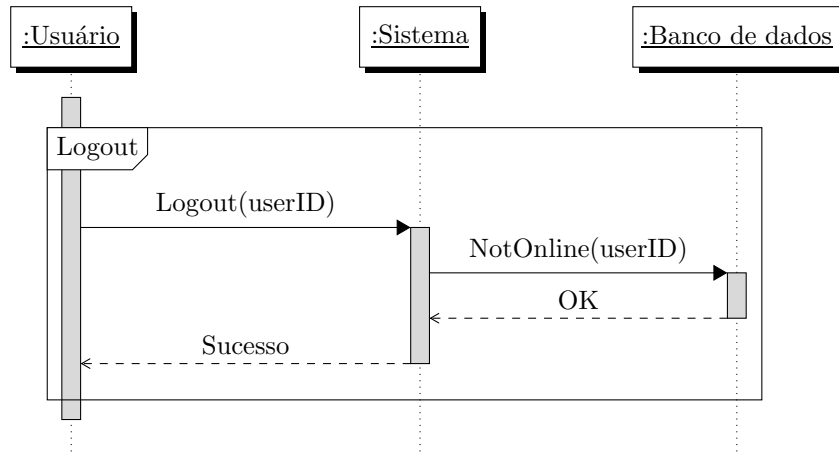 :Usuário
:Sistema
:Banco de dados
Logout
Logout(userID)
NotOnline(userID)
OK
Sucesso